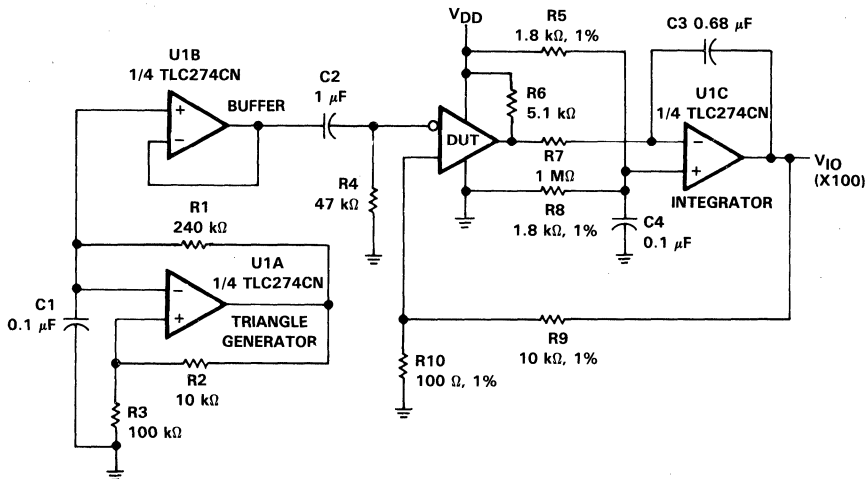 U1B
1/4 TLC274CN
BUFFER
+
−
C2
1 μF
R4
47 kΩ
R1
240 kΩ
U1A
1/4 TLC274CN
−
+
TRIANGLE
GENERATOR
C1
0.1 μF
R2
10 kΩ
R3
100 kΩ
VDD
R5
1.8 kΩ, 1%
C3 0.68 μF
R6
5.1 kΩ
DUT
R7
1 MΩ
R8
1.8 kΩ, 1%
U1C
1/4 TLC274CN
−
+
INTEGRATOR
VIO
(X100)
C4
0.1 μF
R9
10 kΩ, 1%
R10
100 Ω, 1%